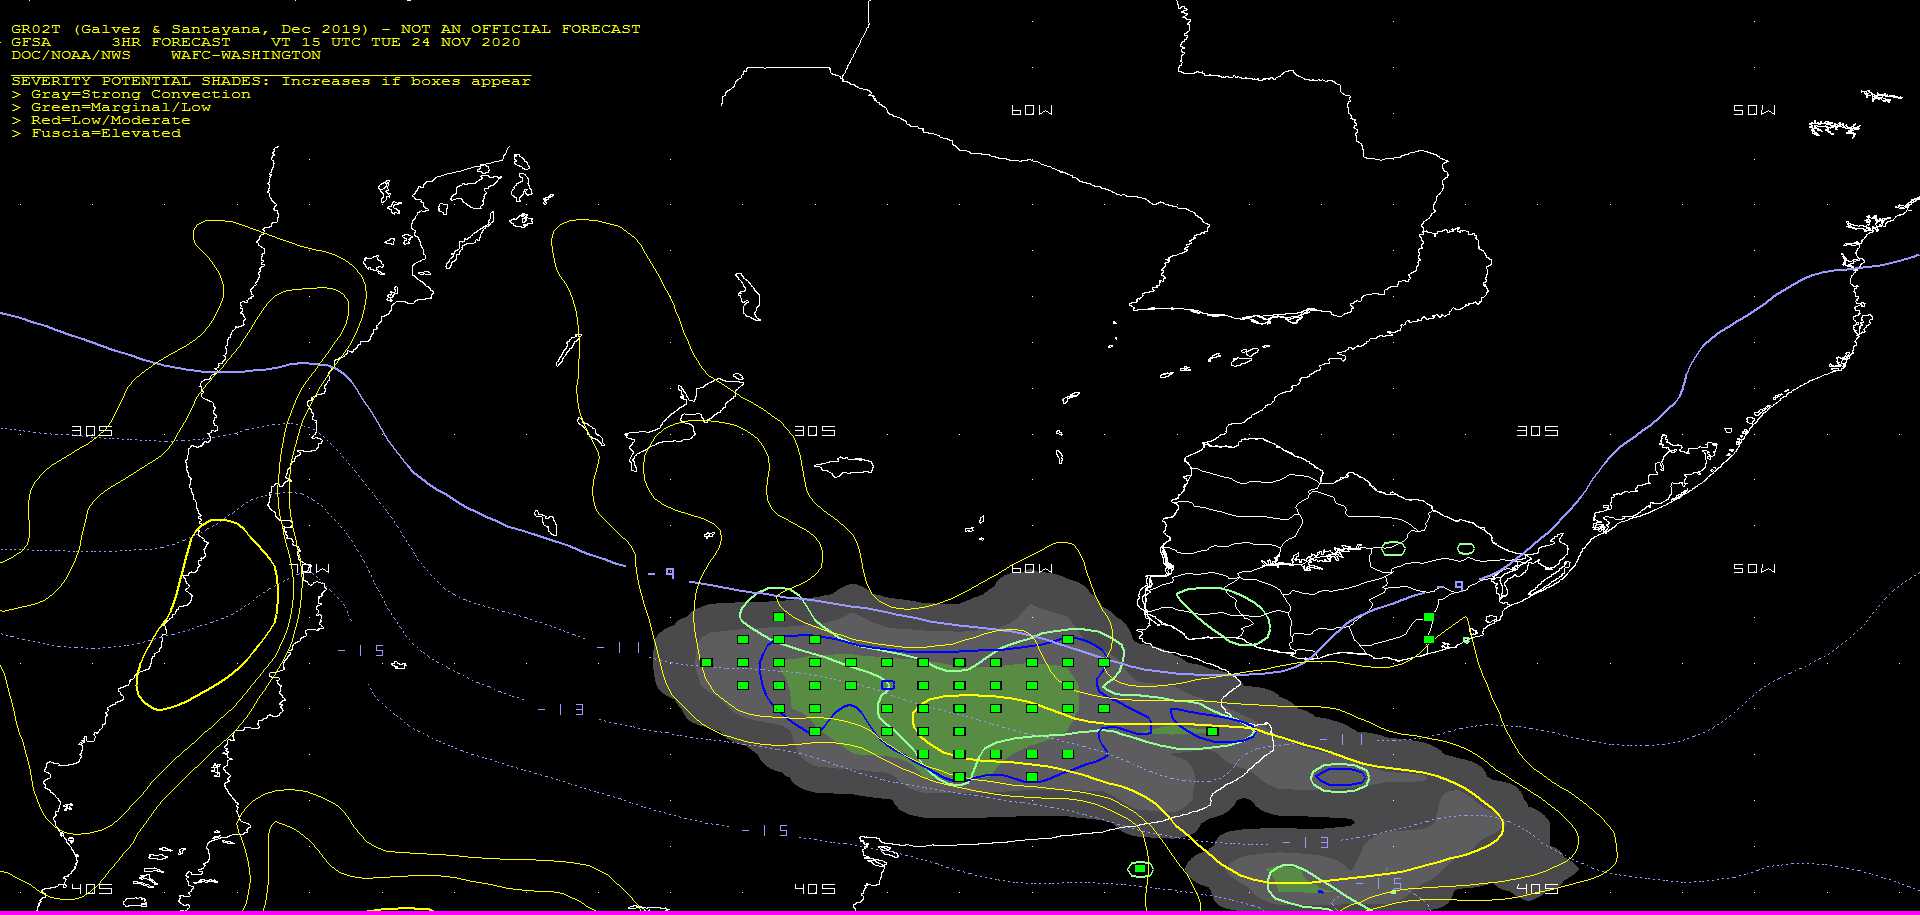 GR02T (Galvez & Santayana, Dec 2019) - NOT AN OFFICIAL FORECAST
GFSA 3HR FORECAST VT 15 UTC TUE 24 NOV 2020
DOC/NOAA/NWS WAFC-WASHINGTON
SEVERITY POTENTIAL SHADES: Increases if boxes appear
> Gray=Strong Convection
> Green=Marginal/Low
> Red=Low/Moderate
> Fuscia=Elevated
60W 50W
30S 30S 30S
70W 60W 50W
-9 -9
-11
-15
-13
-11
-15
-13
-15
40S 40S 40S